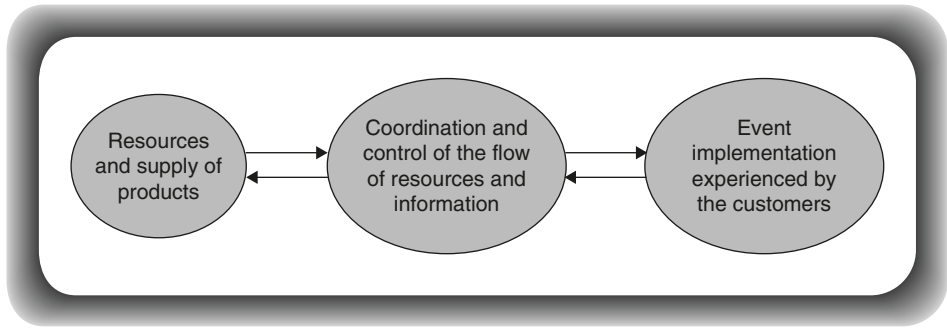 Resources
and supply of
products
Coordination and
control of the flow
of resources and
information
Event
implementation
experienced by
the customers